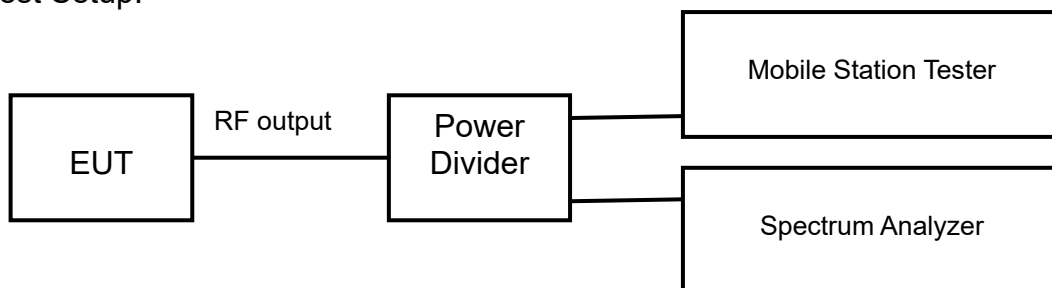 RF output
EUT
Power
Divider
Mobile Station Tester
Spectrum Analyzer